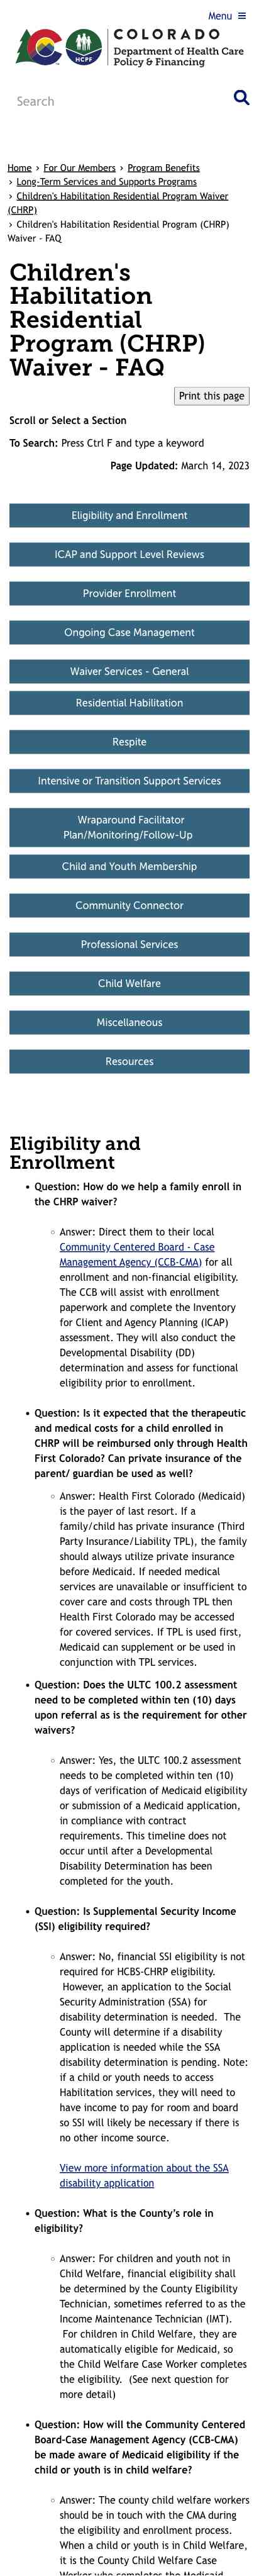 Menu
COLORADO
Department of Health Care
Policy & Financing
HCPF
Search
Home › For Our Members › Program Benefits
› Long-Term Services and Supports Programs
› Children's Habilitation Residential Program Waiver
(CHRP)
› Children's Habilitation Residential Program (CHRP)
Waiver - FAQ
Children's
Habilitation
Residential
Program (CHRP)
Waiver - FAQ
Print this page
Scroll or Select a Section
To Search: Press Ctrl F and type a keyword
Page Updated: March 14, 2023
Eligibility and Enrollment
ICAP and Support Level Reviews
Provider Enrollment
Ongoing Case Management
Waiver Services - General
Residential Habilitation
Respite
Intensive or Transition Support Services
Wraparound Facilitator
Plan/Monitoring/Follow-Up
Child and Youth Membership
Community Connector
Professional Services
Child Welfare
Miscellaneous
Resources
Eligibility and
Enrollment
• Question: How do we help a family enroll in
the CHRP waiver?
○ Answer: Direct them to their local
Community Centered Board - Case
Management Agency (CCB-CMA) for all
enrollment and non-financial eligibility.
The CCB will assist with enrollment
paperwork and complete the Inventory
for Client and Agency Planning (ICAP)
assessment. They will also conduct the
Developmental Disability (DD)
determination and assess for functional
eligibility prior to enrollment.
• Question: Is it expected that the therapeutic
and medical costs for a child enrolled in
CHRP will be reimbursed only through Health
First Colorado? Can private insurance of the
parent/ guardian be used as well?
○ Answer: Health First Colorado (Medicaid)
is the payer of last resort. If a
family/child has private insurance (Third
Party Insurance/Liability TPL), the family
should always utilize private insurance
before Medicaid. If needed medical
services are unavailable or insufficient to
cover care and costs through TPL then
Health First Colorado may be accessed
for covered services. If TPL is used first,
Medicaid can supplement or be used in
conjunction with TPL services.
• Question: Does the ULTC 100.2 assessment
need to be completed within ten (10) days
upon referral as is the requirement for other
waivers?
○ Answer: Yes, the ULTC 100.2 assessment
needs to be completed within ten (10)
days of verification of Medicaid eligibility
or submission of a Medicaid application,
in compliance with contract
requirements. This timeline does not
occur until after a Developmental
Disability Determination has been
completed for the youth.
• Question: Is Supplemental Security Income
(SSI) eligibility required?
○ Answer: No, financial SSI eligibility is not
required for HCBS-CHRP eligibility.
However, an application to the Social
Security Administration (SSA) for
disability determination is needed. The
County will determine if a disability
application is needed while the SSA
disability determination is pending. Note:
if a child or youth needs to access
Habilitation services, they will need to
have income to pay for room and board
so SSI will likely be necessary if there is
no other income source.
View more information about the SSA
disability application
• Question: What is the County’s role in
eligibility?
○ Answer: For children and youth not in
Child Welfare, financial eligibility shall
be determined by the County Eligibility
Technician, sometimes referred to as the
Income Maintenance Technician (IMT).
For children in Child Welfare, they are
automatically eligible for Medicaid, so
the Child Welfare Case Worker completes
the eligibility. (See next question for
more detail)
• Question: How will the Community Centered
Board-Case Management Agency (CCB-CMA)
be made aware of Medicaid eligibility if the
child or youth is in child welfare?
○ Answer: The county child welfare workers
should be in touch with the CMA during
the eligibility and enrollment process.
When a child or youth is in Child Welfare,
it is the County Child Welfare Case
Worker who completes the Medicaid